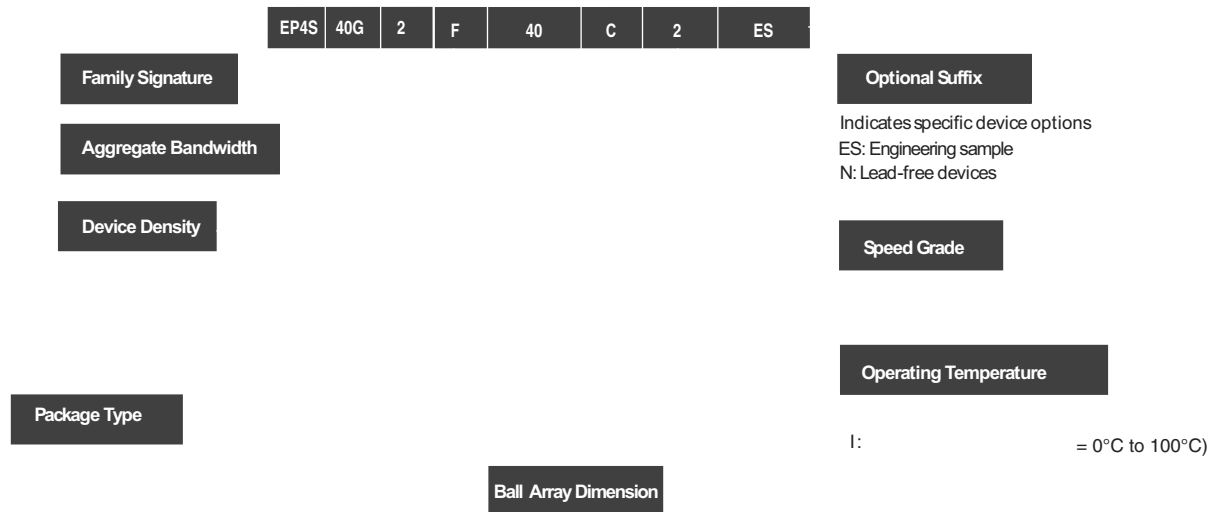 EP4S 40G 2 F 40 C 2 ES
Family Signature
Optional Suffix
Indicates specific device options
ES: Engineering sample
N: Lead-free devices
Aggregate Bandwidth
Device Density
Speed Grade
Operating Temperature
Package Type
I: = 0°C to 100°C)
Ball Array Dimension